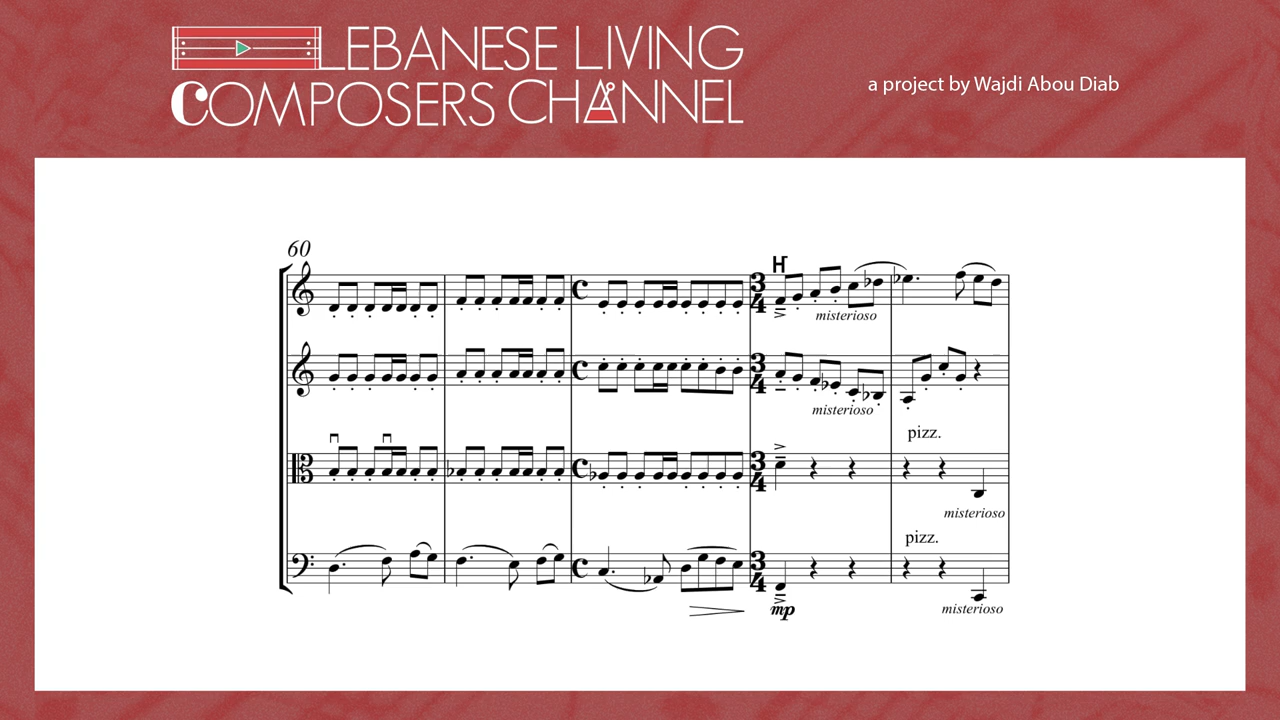 LEBANESE LIVING
COMPOSERS CHANNEL
a project by Wajdi Abou Diab
60
H
misterioso
misterioso
pizz.
misterioso
pizz.
mp
misterioso